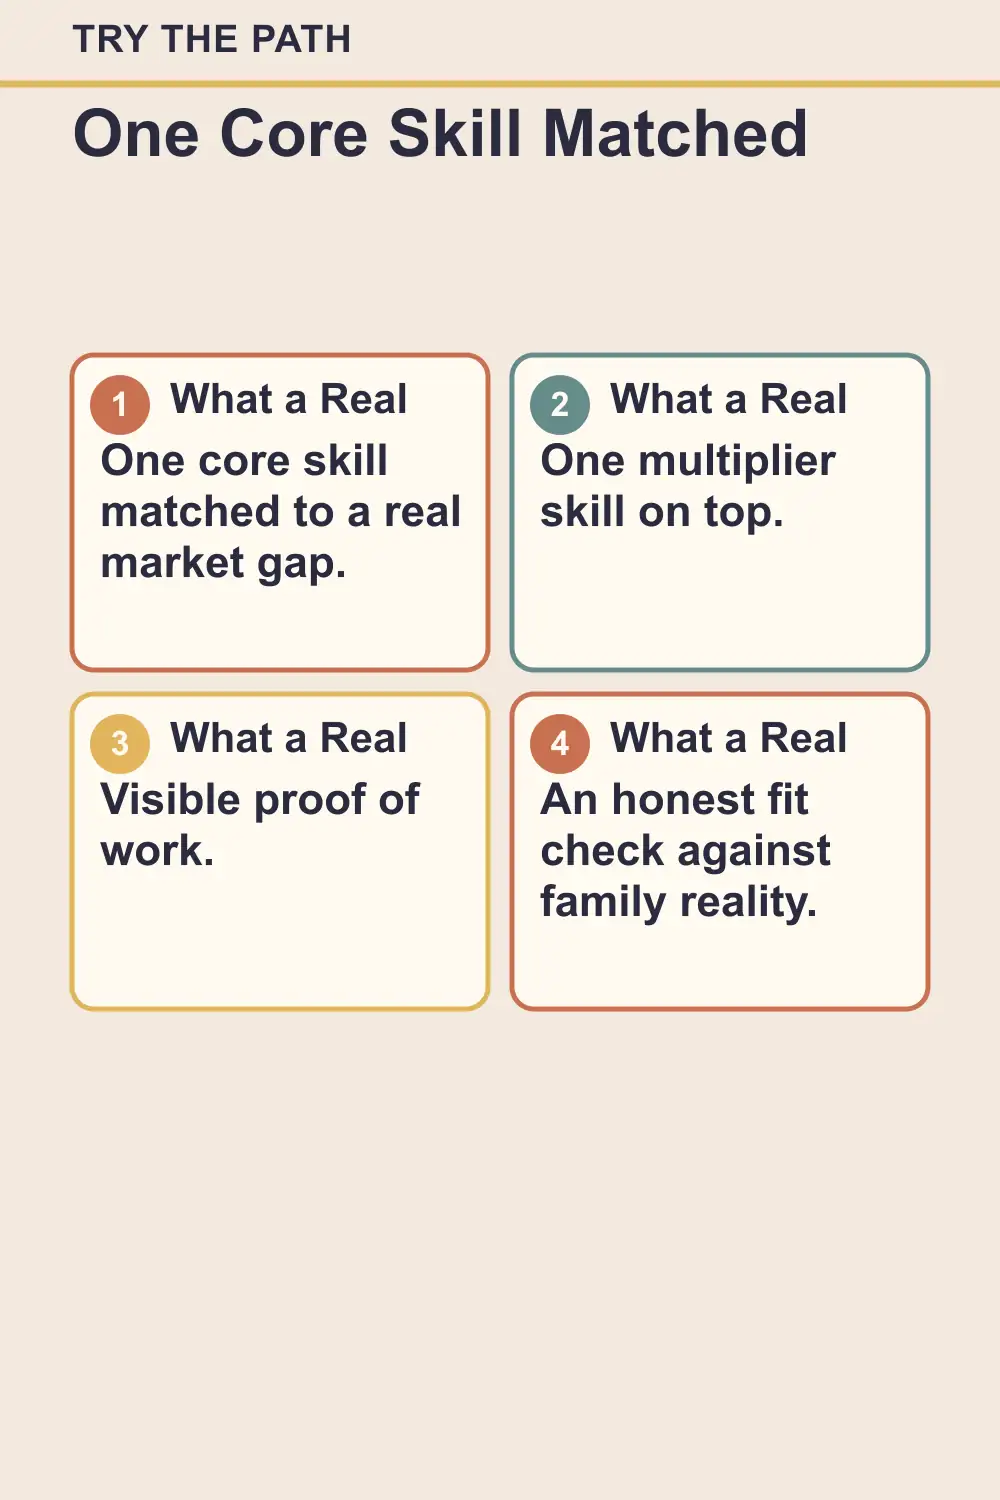 TRY THE PATH
One Core Skill Matched
1 What a Real
One core skill
matched to a real
market gap.
2 What a Real
One multiplier
skill on top.
3 What a Real
Visible proof of
work.
4 What a Real
An honest fit
check against
family reality.